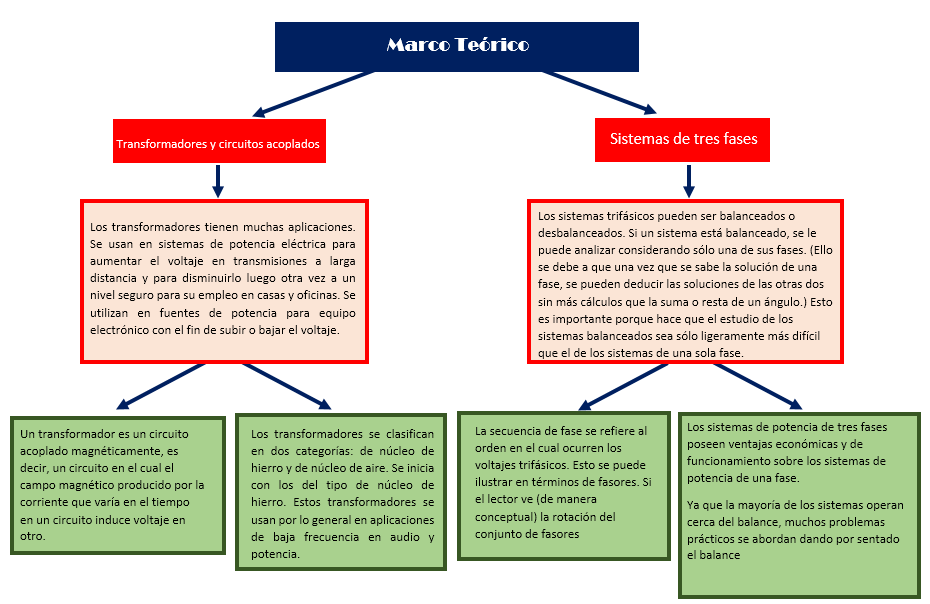 Marco Teórico
Transformadores y circuitos acoplados
Sistemas de tres fases
Los transformadores tienen muchas aplicaciones.
Se usan en sistemas de potencia eléctrica para
aumentar el voltaje en transmisiones a larga
distancia y para disminuirlo luego otra vez a un
nivel seguro para su empleo en casas y oficinas. Se
utilizan en fuentes de potencia para equipo
electrónico con el fin de subir o bajar el voltaje.
Los sistemas trifásicos pueden ser balanceados o
desbalanceados. Si un sistema está balanceado, se le
puede analizar considerando sólo una de sus fases. (Ello
se debe a que una vez que se sabe la solución de una
fase, se pueden deducir las soluciones de las otras dos
sin más cálculos que la suma o resta de un ángulo.) Esto
es importante porque hace que el estudio de los
sistemas balanceados sea sólo ligeramente más difícil
que el de los sistemas de una sola fase.
Un transformador es un circuito
acoplado magnéticamente, es
decir, un circuito en el cual el
campo magnético producido por la
corriente que varía en el tiempo
en un circuito induce voltaje en
otro.
Los transformadores se clasifican
en dos categorías: de núcleo de
hierro y de núcleo de aire. Se inicia
con los del tipo de núcleo de
hierro. Estos transformadores se
usan por lo general en aplicaciones
de baja frecuencia en audio y
potencia.
La secuencia de fase se refiere al
orden en el cual ocurren los
voltajes trifásicos. Esto se puede
ilustrar en términos de fasores. Si
el lector ve (de manera
conceptual) la rotación del
conjunto de fasores
Los sistemas de potencia de tres fases
poseen ventajas económicas y de
funcionamiento sobre los sistemas de
potencia de una fase.
Ya que la mayoría de los sistemas operan
cerca del balance, muchos problemas
prácticos se abordan dando por sentado
el balance